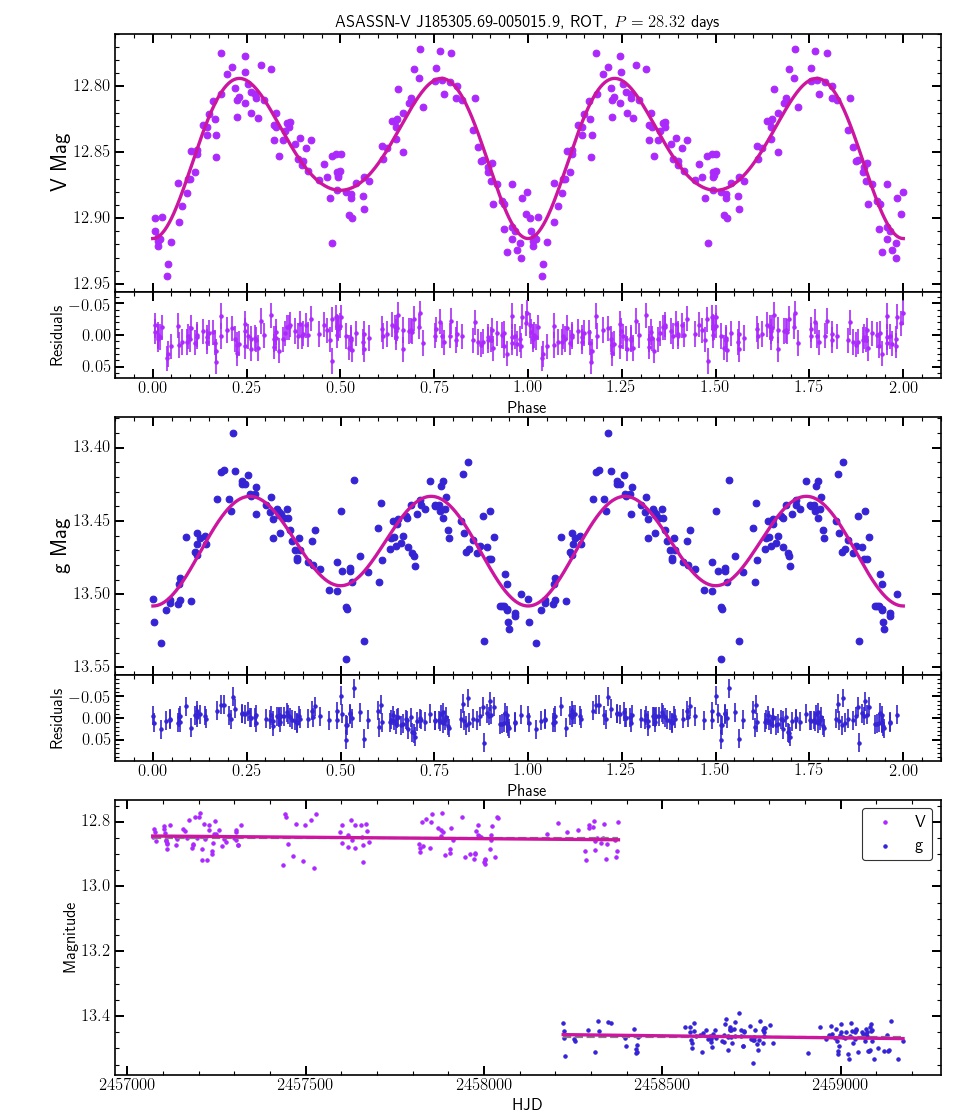 ASASSN-V J185305.69-005015.9, ROT, P = 28.32 days
V Mag
12.80
12.85
12.90
12.95
Residuals
−0.05
0.00
0.05
0.00 0.25 0.50 0.75 1.00 1.25 1.50 1.75 2.00
Phase
g Mag
13.40
13.45
13.50
13.55
Residuals
−0.05
0.00
0.05
0.00 0.25 0.50 0.75 1.00 1.25 1.50 1.75 2.00
Phase
Magnitude
12.8
13.0
13.2
13.4
V
g
2457000 2457500 2458000 2458500 2459000
HJD